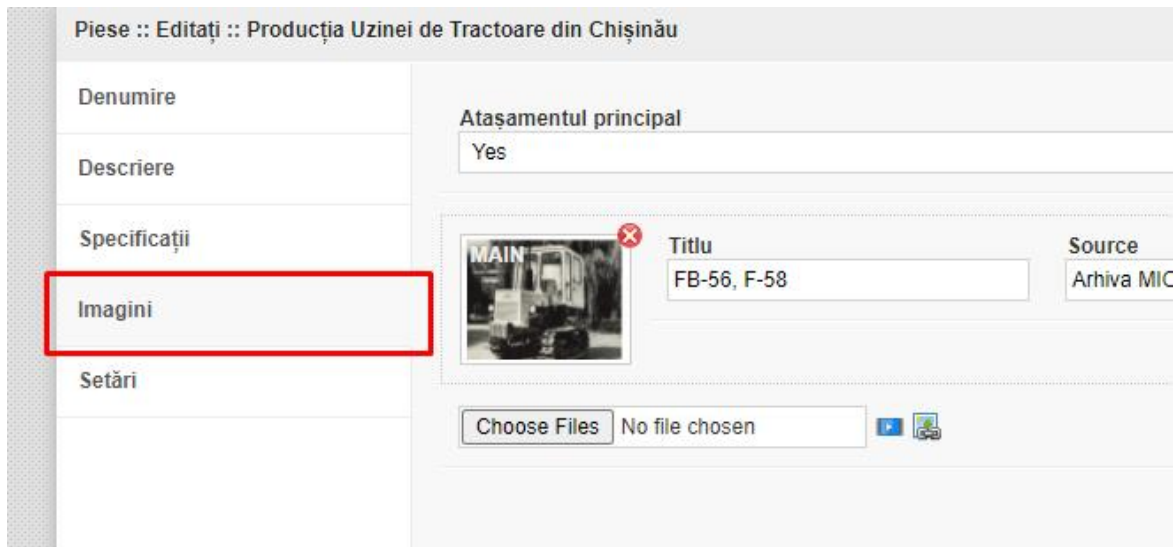 Piese :: Editați :: Producția Uzinei de Tractoare din Chișinău
Denumire
Descriere
Specificații
Imagini
Setări
Atașamentul principal
Yes
MAIN
Titlu
FB-56, F-58
Source
Arhiva MIC
Choose Files No file chosen